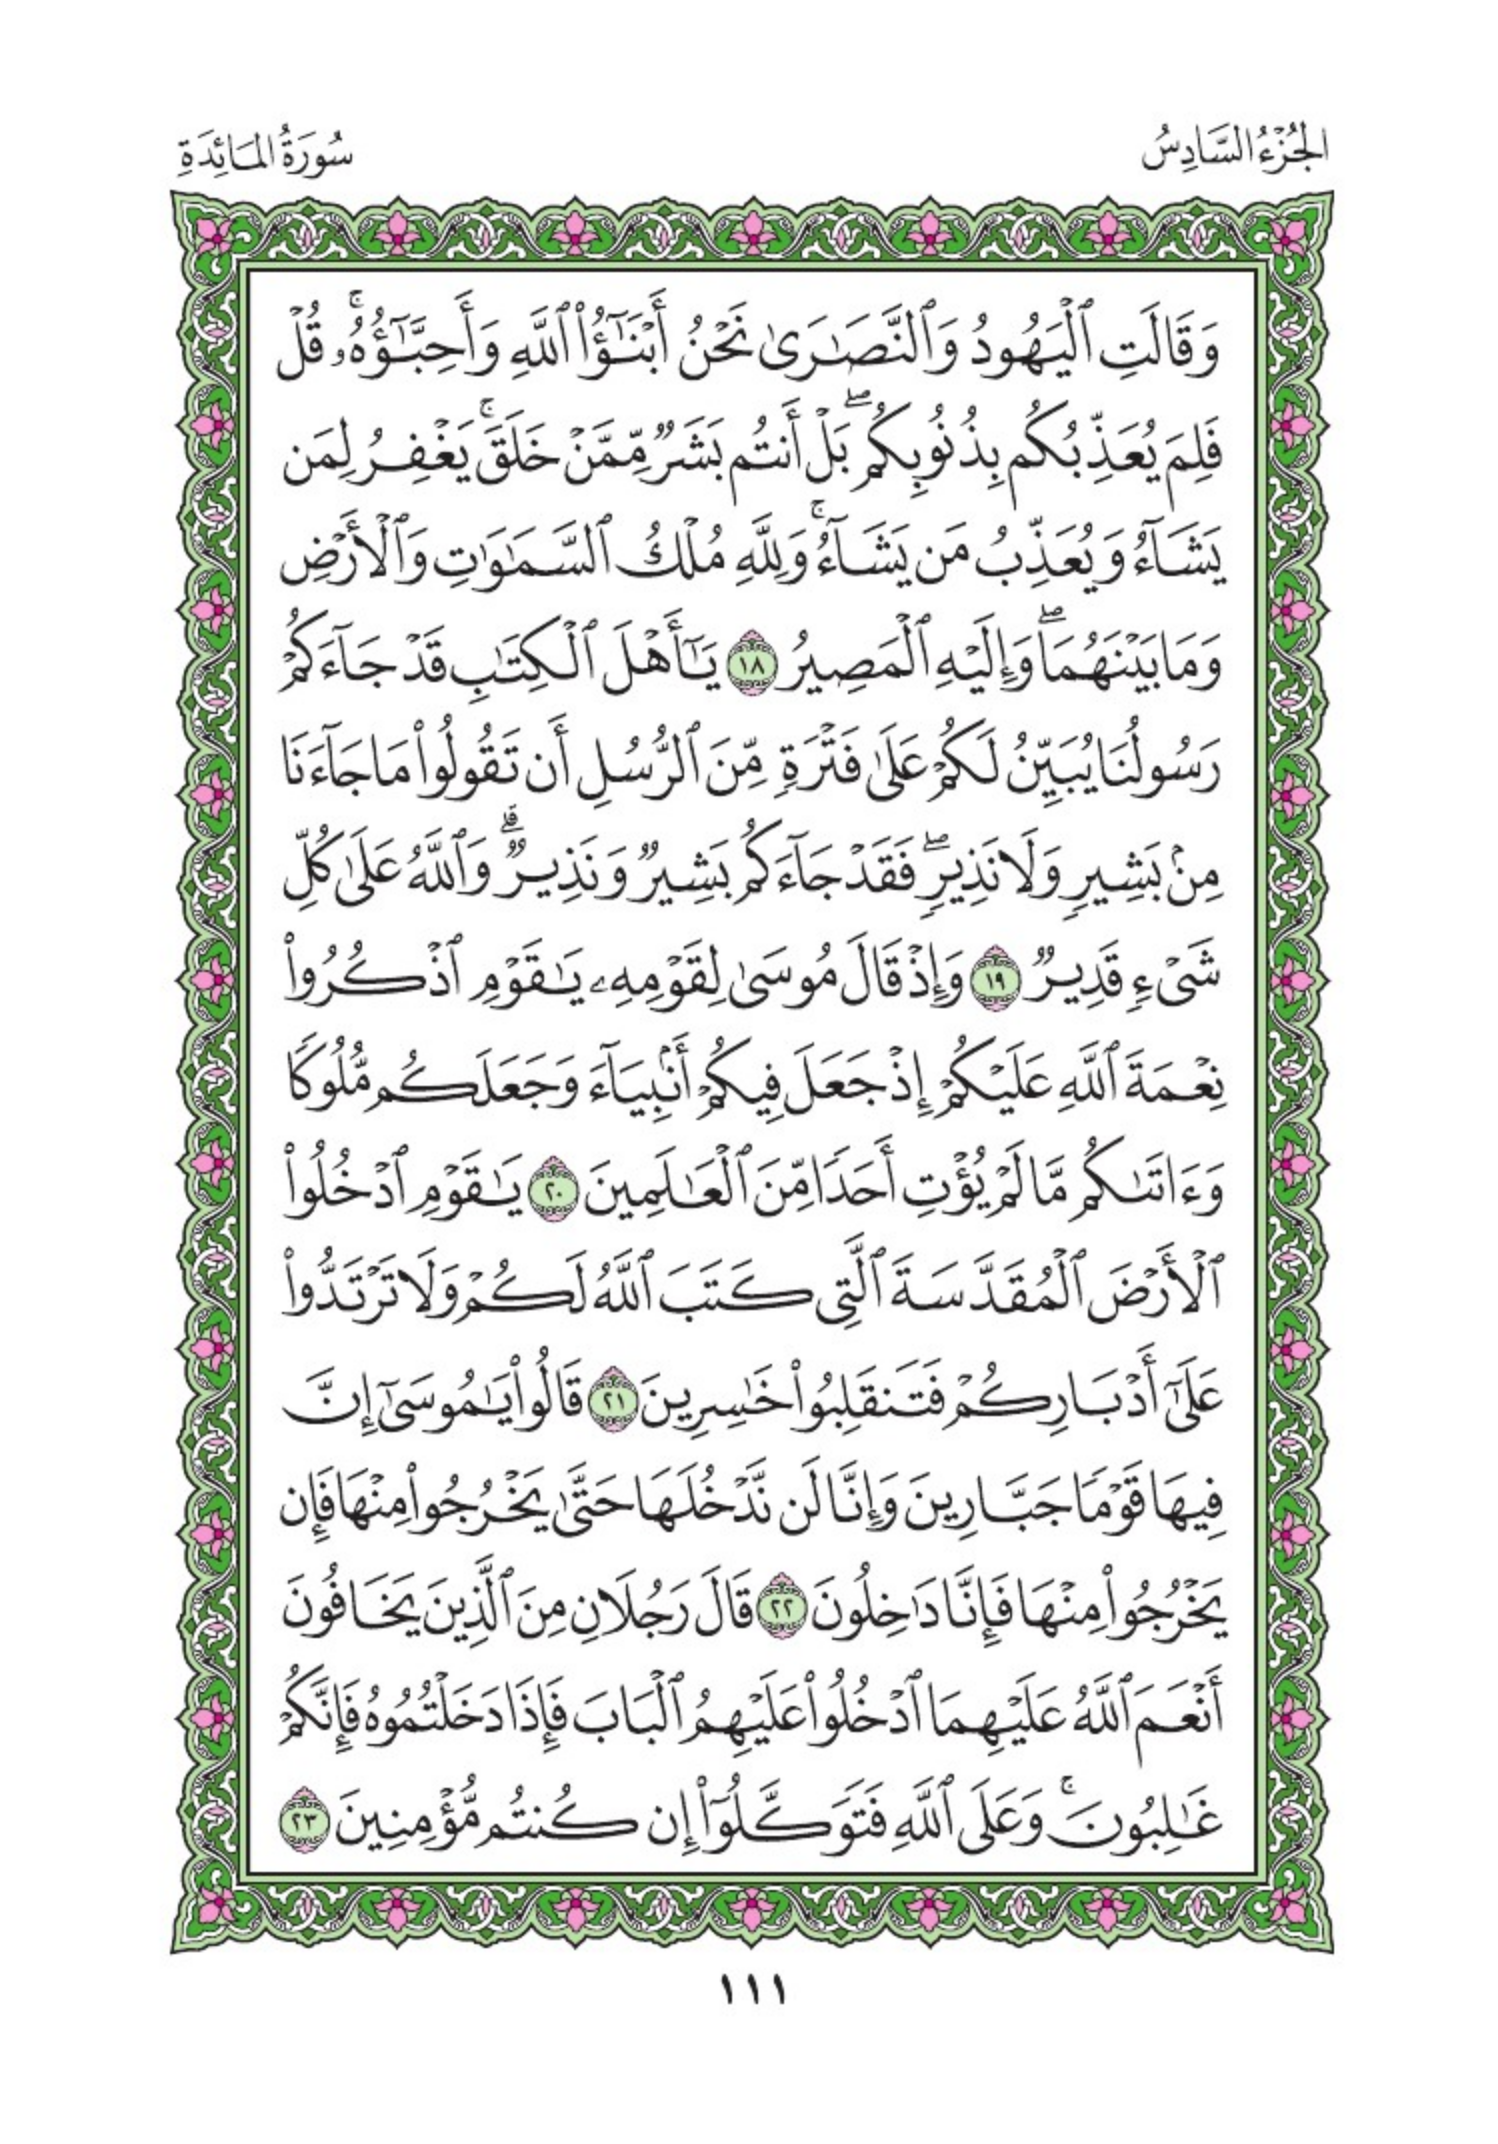 الجُزْءُ السَّادِسُ
سُورَةُ المَائِدَةِ
وَقَالَتِ ٱلۡيَهُودُ وَٱلنَّصَٰرَىٰ نَحۡنُ أَبۡنَٰٓؤُاْ ٱللَّهِ وَأَحِبَّٰٓؤُهُۥۚ قُلۡ
فَلِمَ يُعَذِّبُكُم بِذُنُوبِكُمۖ بَلۡ أَنتُم بَشَرٞ مِّمَّنۡ خَلَقَۚ يَغۡفِرُ لِمَن
يَشَآءُ وَيُعَذِّبُ مَن يَشَآءُۚ وَلِلَّهِ مُلۡكُ ٱلسَّمَٰوَٰتِ وَٱلۡأَرۡضِ
وَمَا بَيۡنَهُمَاۖ وَإِلَيۡهِ ٱلۡمَصِيرُ ١٨ يَٰٓأَهۡلَ ٱلۡكِتَٰبِ قَدۡ جَآءَكُمۡ
رَسُولُنَا يُبَيِّنُ لَكُمۡ عَلَىٰ فَتۡرَةٖ مِّنَ ٱلرُّسُلِ أَن تَقُولُواْ مَا جَآءَنَا
مِنۢ بَشِيرٖ وَلَا نَذِيرٖۖ فَقَدۡ جَآءَكُم بَشِيرٞ وَنَذِيرٞۗ وَٱللَّهُ عَلَىٰ كُلِّ
شَيۡءٖ قَدِيرٞ ١٩ وَإِذۡ قَالَ مُوسَىٰ لِقَوۡمِهِۦ يَٰقَوۡمِ ٱذۡكُرُواْ
نِعۡمَةَ ٱللَّهِ عَلَيۡكُمۡ إِذۡ جَعَلَ فِيكُمۡ أَنۢبِيَآءَ وَجَعَلَكُم مُّلُوكٗا
وَءَاتَىٰكُم مَّا لَمۡ يُؤۡتِ أَحَدٗا مِّنَ ٱلۡعَٰلَمِينَ ٢٠ يَٰقَوۡمِ ٱدۡخُلُواْ
ٱلۡأَرۡضَ ٱلۡمُقَدَّسَةَ ٱلَّتِي كَتَبَ ٱللَّهُ لَكُمۡ وَلَا تَرۡتَدُّواْ
عَلَىٰٓ أَدۡبَارِكُمۡ فَتَنقَلِبُواْ خَٰسِرِينَ ٢١ قَالُواْ يَٰمُوسَىٰٓ إِنَّ
فِيهَا قَوۡمٗا جَبَّارِينَ وَإِنَّا لَن نَّدۡخُلَهَا حَتَّىٰ يَخۡرُجُواْ مِنۡهَا فَإِن
يَخۡرُجُواْ مِنۡهَا فَإِنَّا دَٰخِلُونَ ٢٢ قَالَ رَجُلَانِ مِنَ ٱلَّذِينَ يَخَافُونَ
أَنۡعَمَ ٱللَّهُ عَلَيۡهِمَا ٱدۡخُلُواْ عَلَيۡهِمُ ٱلۡبَابَ فَإِذَا دَخَلۡتُمُوهُ فَإِنَّكُمۡ
غَٰلِبُونَۚ وَعَلَى ٱللَّهِ فَتَوَكَّلُوٓاْ إِن كُنتُم مُّؤۡمِنِينَ ٢٣
١١١